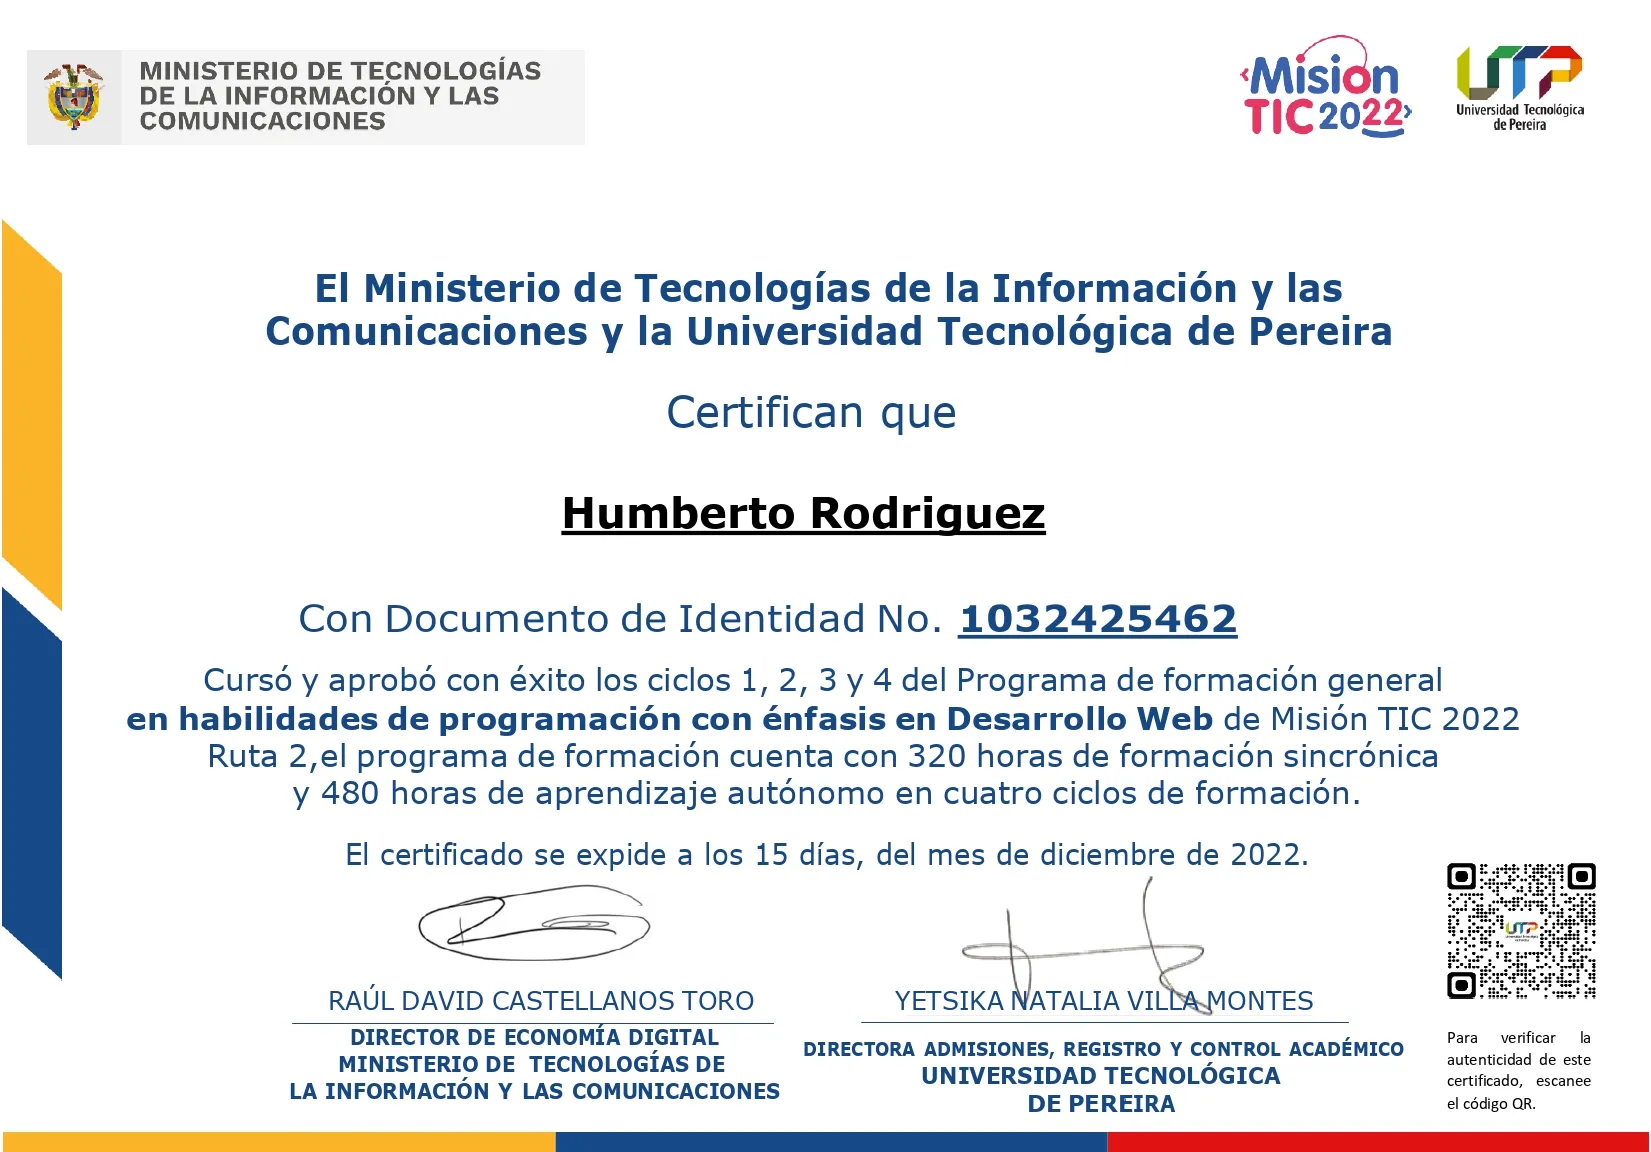 MINISTERIO DE TECNOLOGÍAS
DE LA INFORMACIÓN Y LAS
COMUNICACIONES
Misión
TIC 2022
UTP
Universidad Tecnológica
de Pereira
El Ministerio de Tecnologías de la Información y las
Comunicaciones y la Universidad Tecnológica de Pereira
Certifican que
Humberto Rodriguez
Con Documento de Identidad No. 1032425462
Cursó y aprobó con éxito los ciclos 1, 2, 3 y 4 del Programa de formación general
en habilidades de programación con énfasis en Desarrollo Web de Misión TIC 2022
Ruta 2,el programa de formación cuenta con 320 horas de formación sincrónica
y 480 horas de aprendizaje autónomo en cuatro ciclos de formación.
El certificado se expide a los 15 días, del mes de diciembre de 2022.
RAÚL DAVID CASTELLANOS TORO
DIRECTOR DE ECONOMÍA DIGITAL
MINISTERIO DE TECNOLOGÍAS DE
LA INFORMACIÓN Y LAS COMUNICACIONES
YETSIKA NATALIA VILLA MONTES
DIRECTORA ADMISIONES, REGISTRO Y CONTROL ACADÉMICO
UNIVERSIDAD TECNOLÓGICA
DE PEREIRA
UTP
Para verificar la
autenticidad de este
certificado, escanee
el código QR.